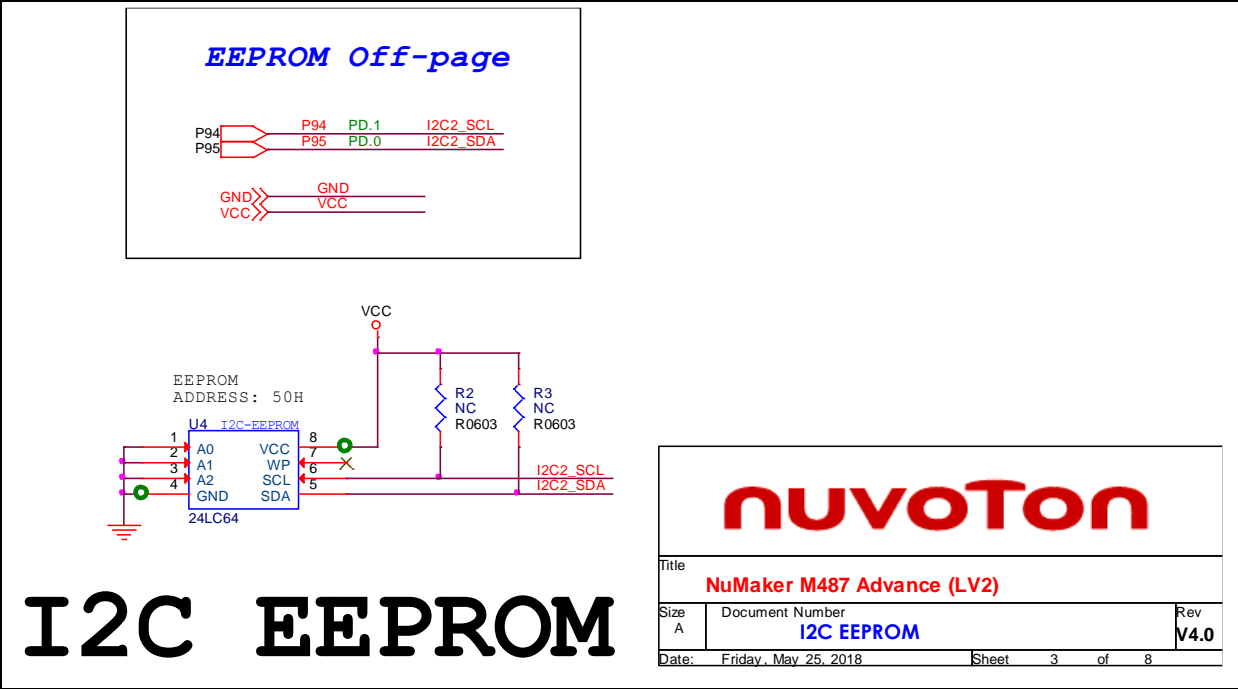 EEPROM Off-page
P94 P94 PD.1 I2C2_SCL
P95 P95 PD.0 I2C2_SDA
GND GND
VCC VCC
VCC
EEPROM
ADDRESS: 50H
R2
NC
R0603
R3
NC
R0603
U4 I2C-EEPROM
1 A0 VCC 8
2 A1 WP 7
3 A2 SCL 6 I2C2_SCL
4 GND SDA 5 I2C2_SDA
24LC64
I2C EEPROM
nuvoTon
Title
NuMaker M487 Advance (LV2)
Size
A
Document Number
I2C EEPROM
Rev
V4.0
Date: Friday, May 25, 2018 Sheet 3 of 8